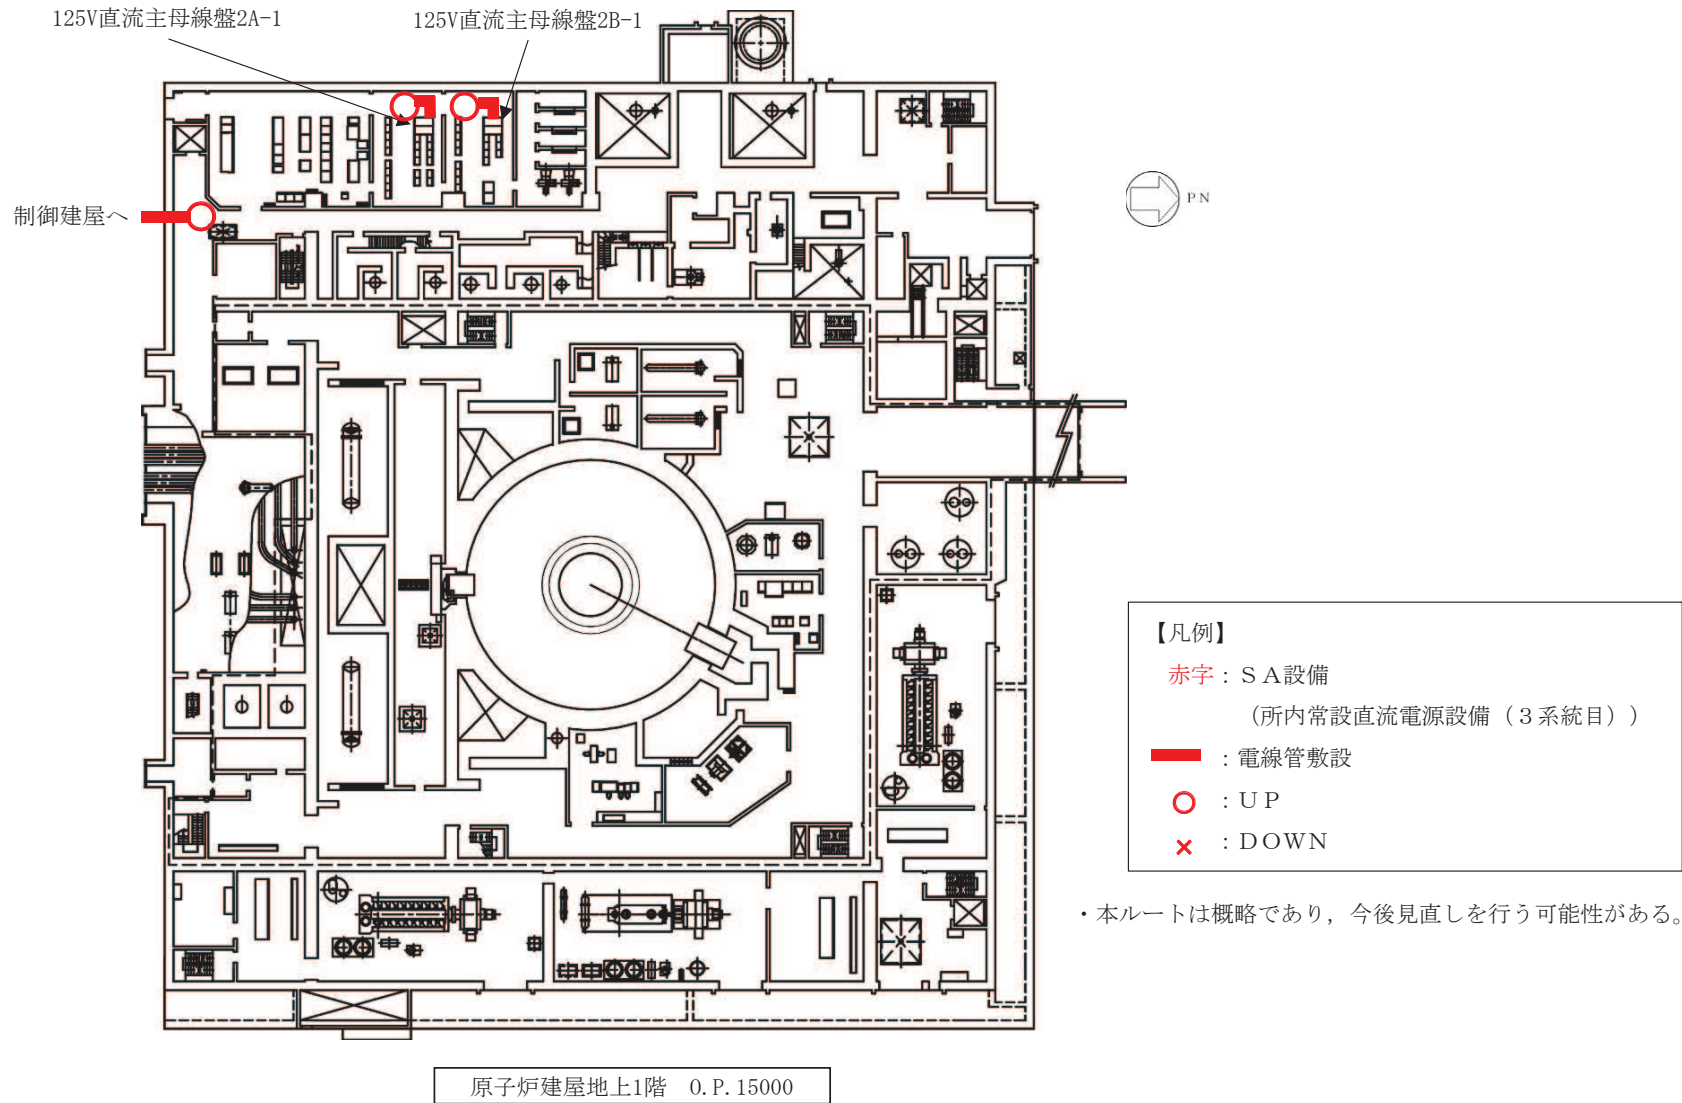 125V直流主母線盤2A-1
125V直流主母線盤2B-1
制御建屋へ
PN
【凡例】
赤字：ＳＡ設備
（所内常設直流電源設備（３系統目））
：電線管敷設
：ＵＰ
：ＤＯＷＮ
・本ルートは概略であり，今後見直しを行う可能性がある。
原子炉建屋地上1階　O.P.15000